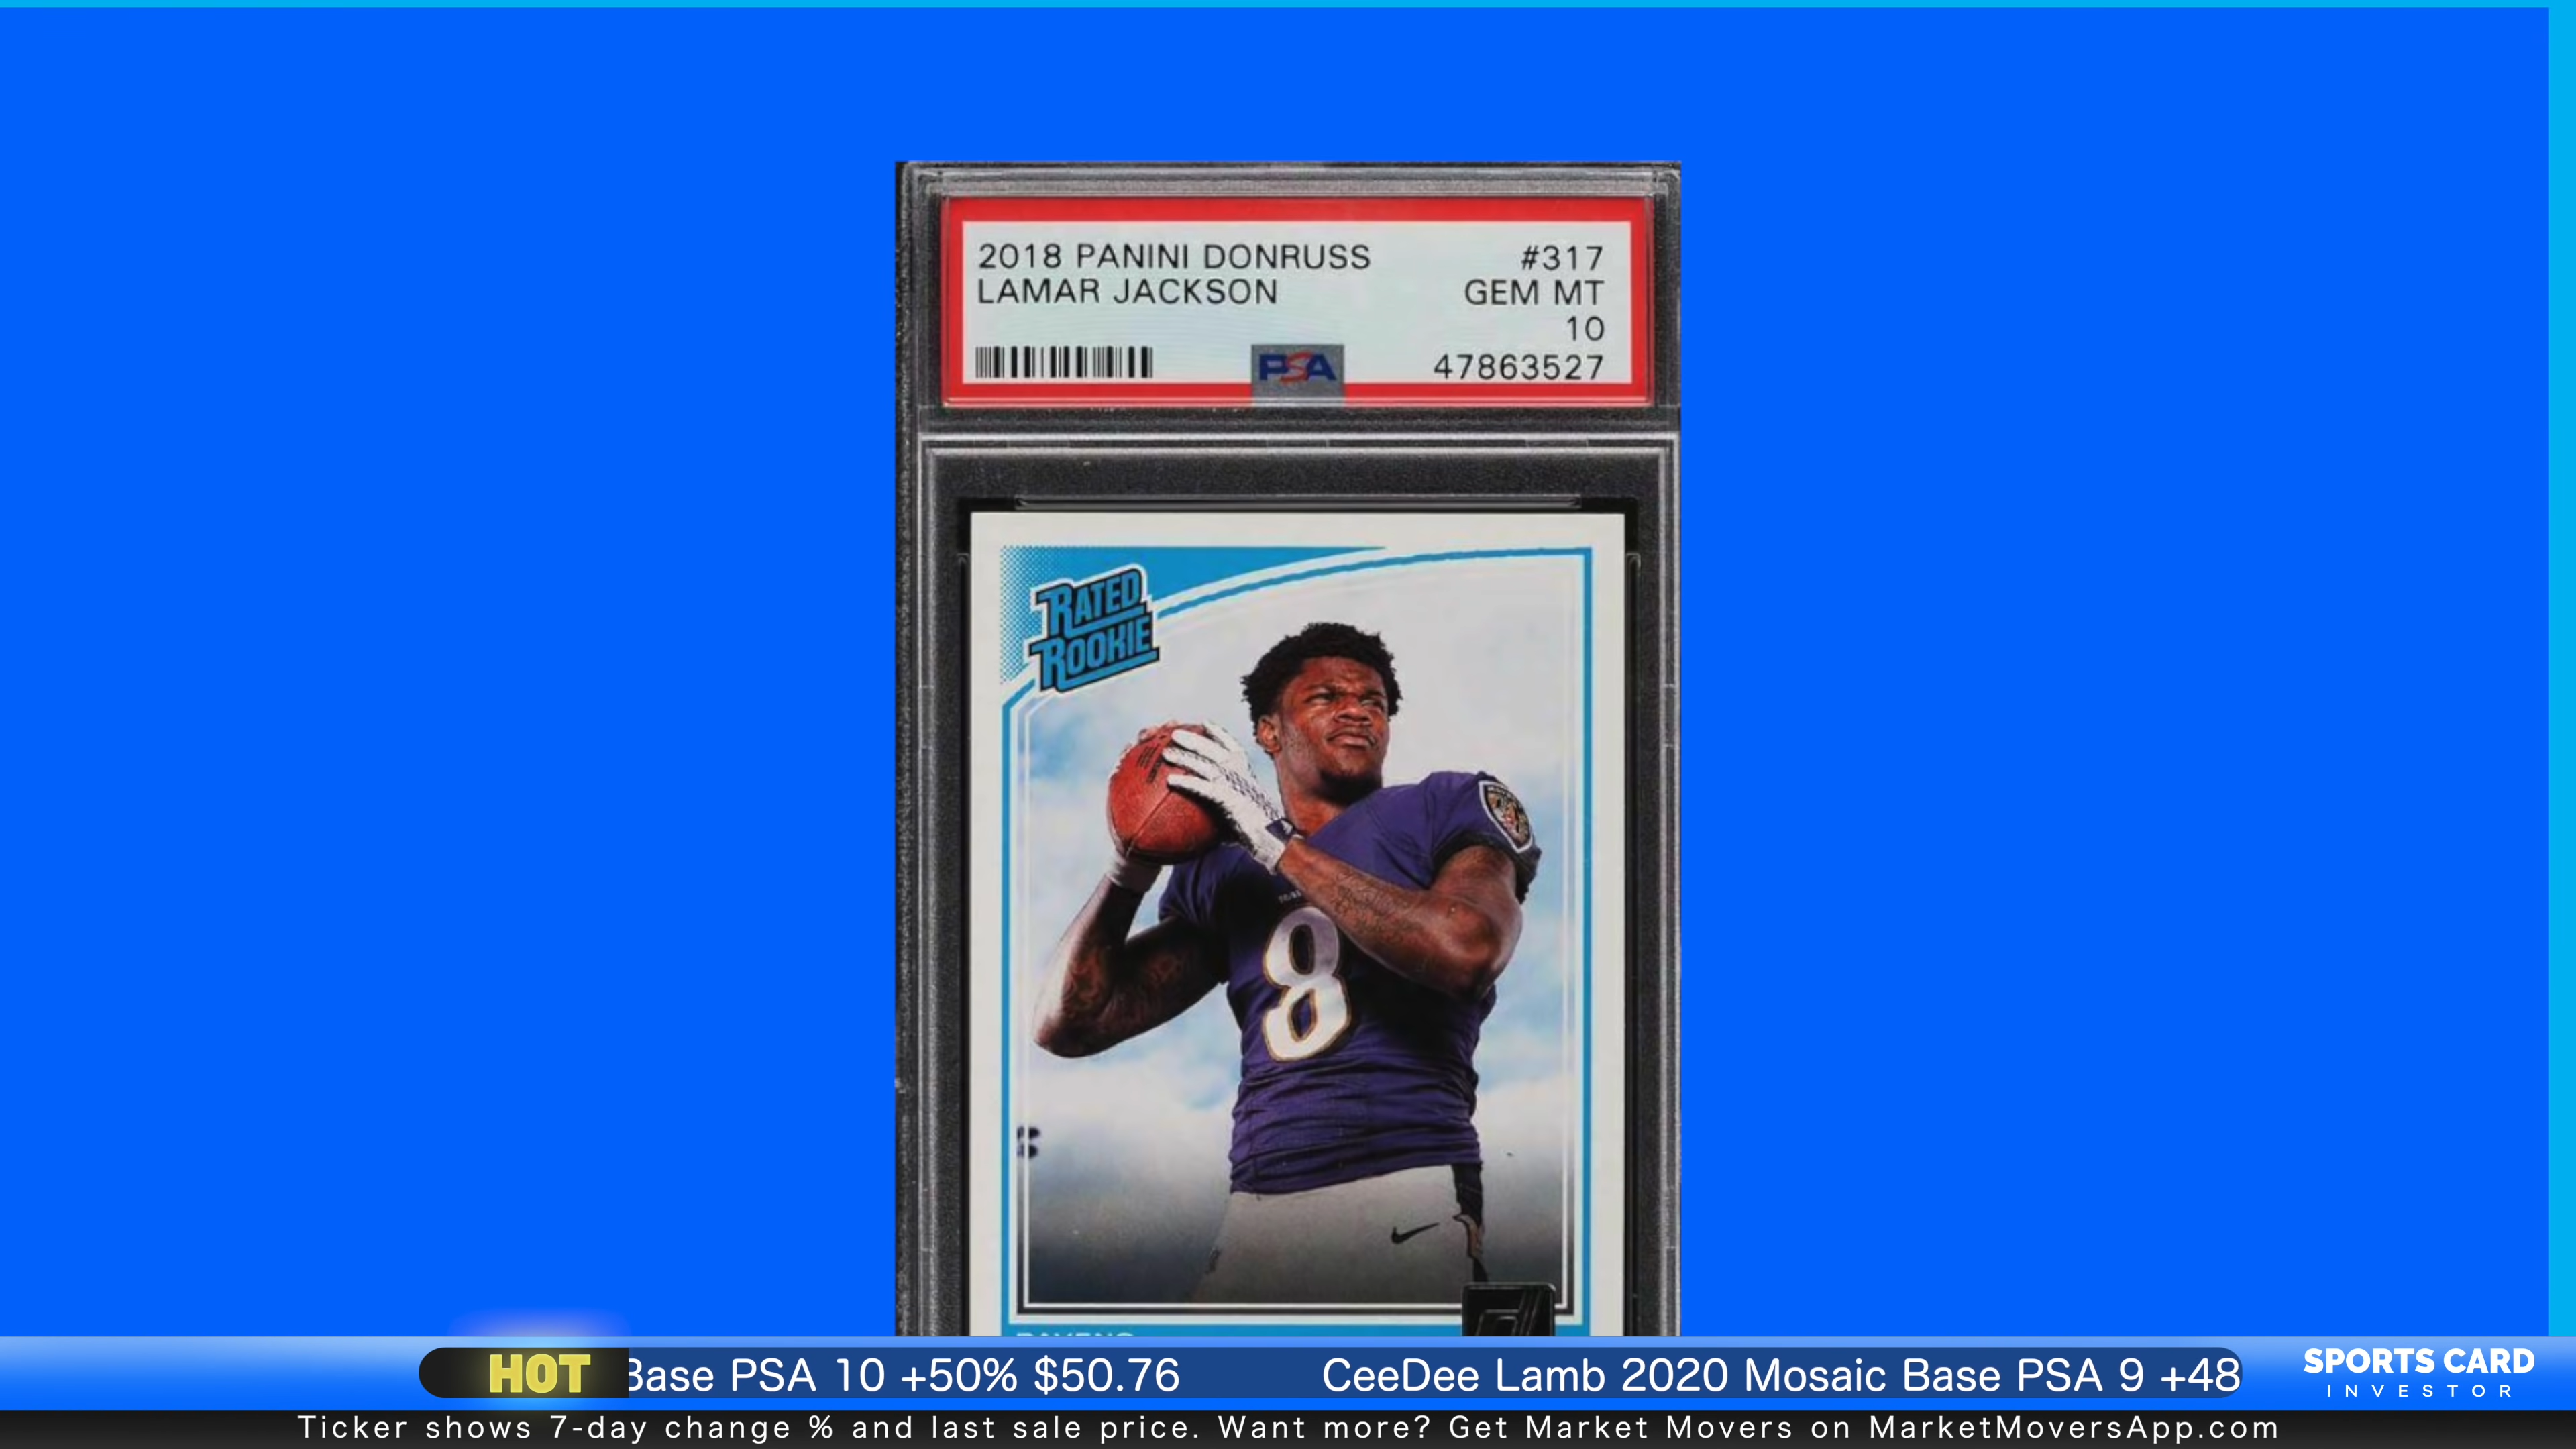 2018 PANINI DONRUSS #317
LAMAR JACKSON GEM MT
10
PSA 47863527
RATED
ROOKIE
8
HOT Base PSA 10 +50% $50.76 CeeDee Lamb 2020 Mosaic Base PSA 9 +48
SPORTS CARD
INVESTOR
Ticker shows 7-day change % and last sale price. Want more? Get Market Movers on MarketMoversApp.com